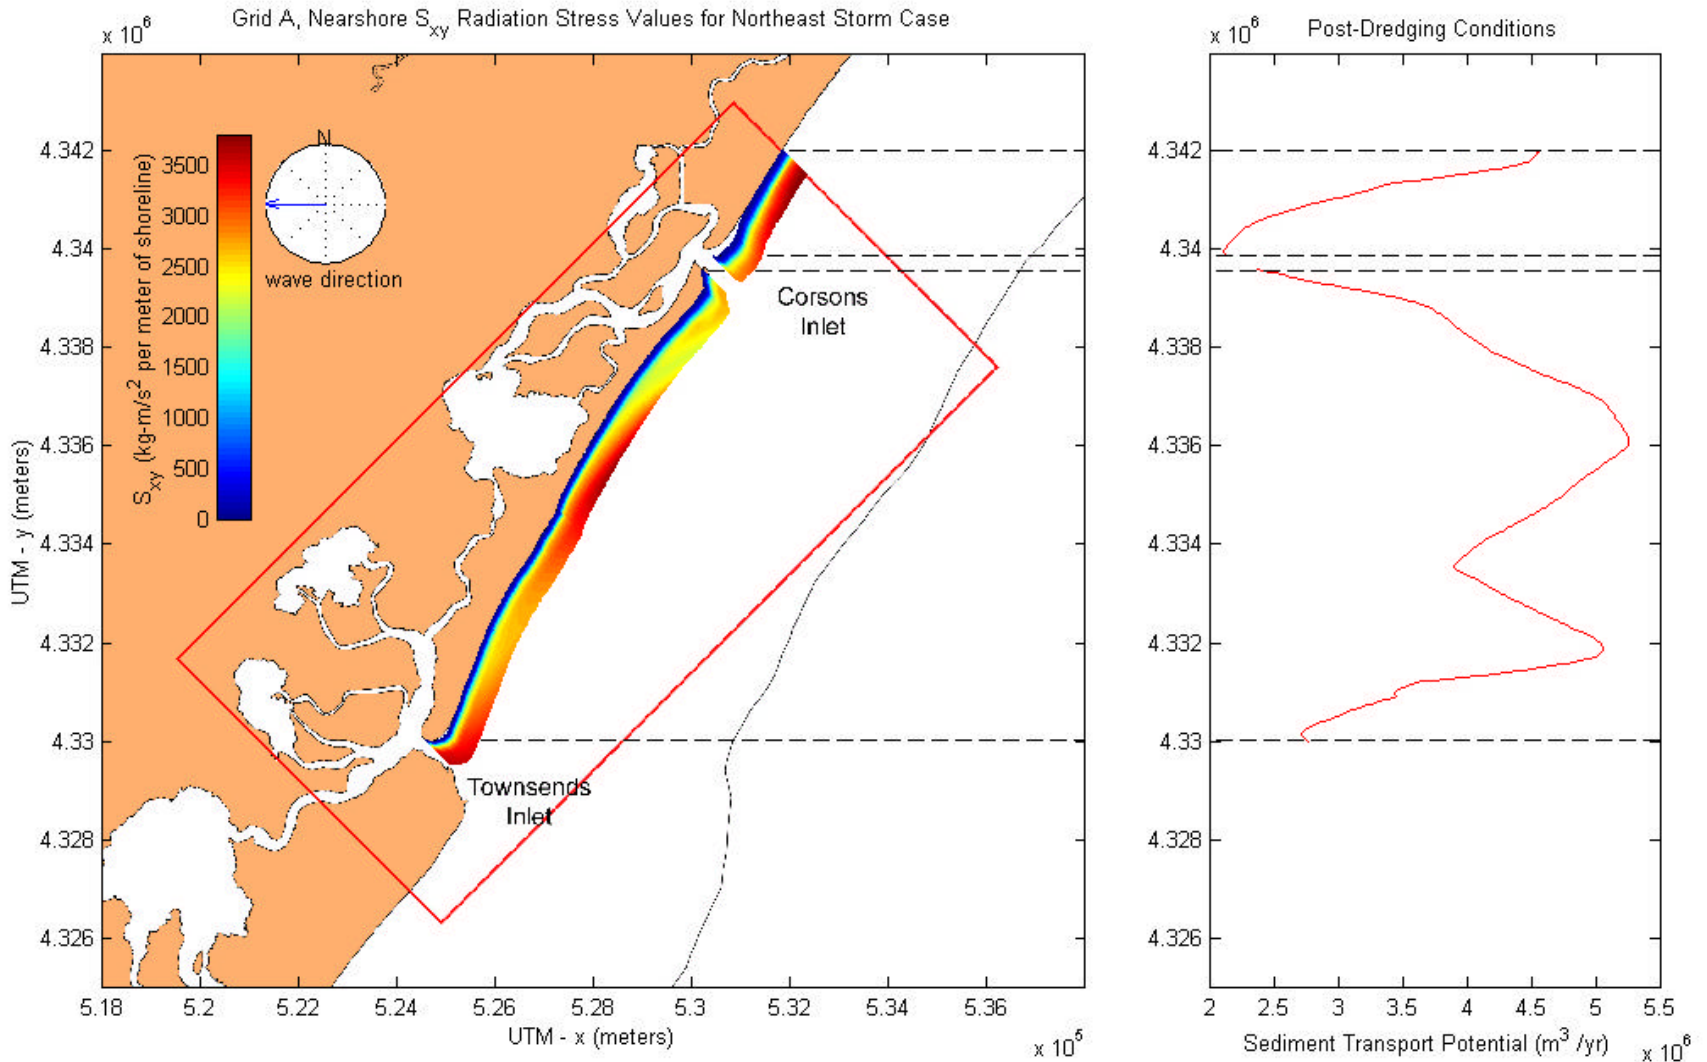 Grid A, Nearshore Sxy Radiation Stress Values for Northeast Storm Case
x 10^6
N
4.342
4.34
4.338
4.336
4.334
4.332
4.33
4.328
4.326
UTM - y (meters)
Sxy (kg-m/s^2 per meter of shoreline)
3500
3000
2500
2000
1500
1000
500
0
wave direction
Corsons
Inlet
Townsends
Inlet
5.18
5.2
5.22
5.24
5.26
5.28
5.3
5.32
5.34
5.36
UTM - x (meters)
x 10^5
Post-Dredging Conditions
x 10^6
4.342
4.34
4.338
4.336
4.334
4.332
4.33
4.328
4.326
2
2.5
3
3.5
4
4.5
5
5.5
Sediment Transport Potential (m^3 /yr)
x 10^6